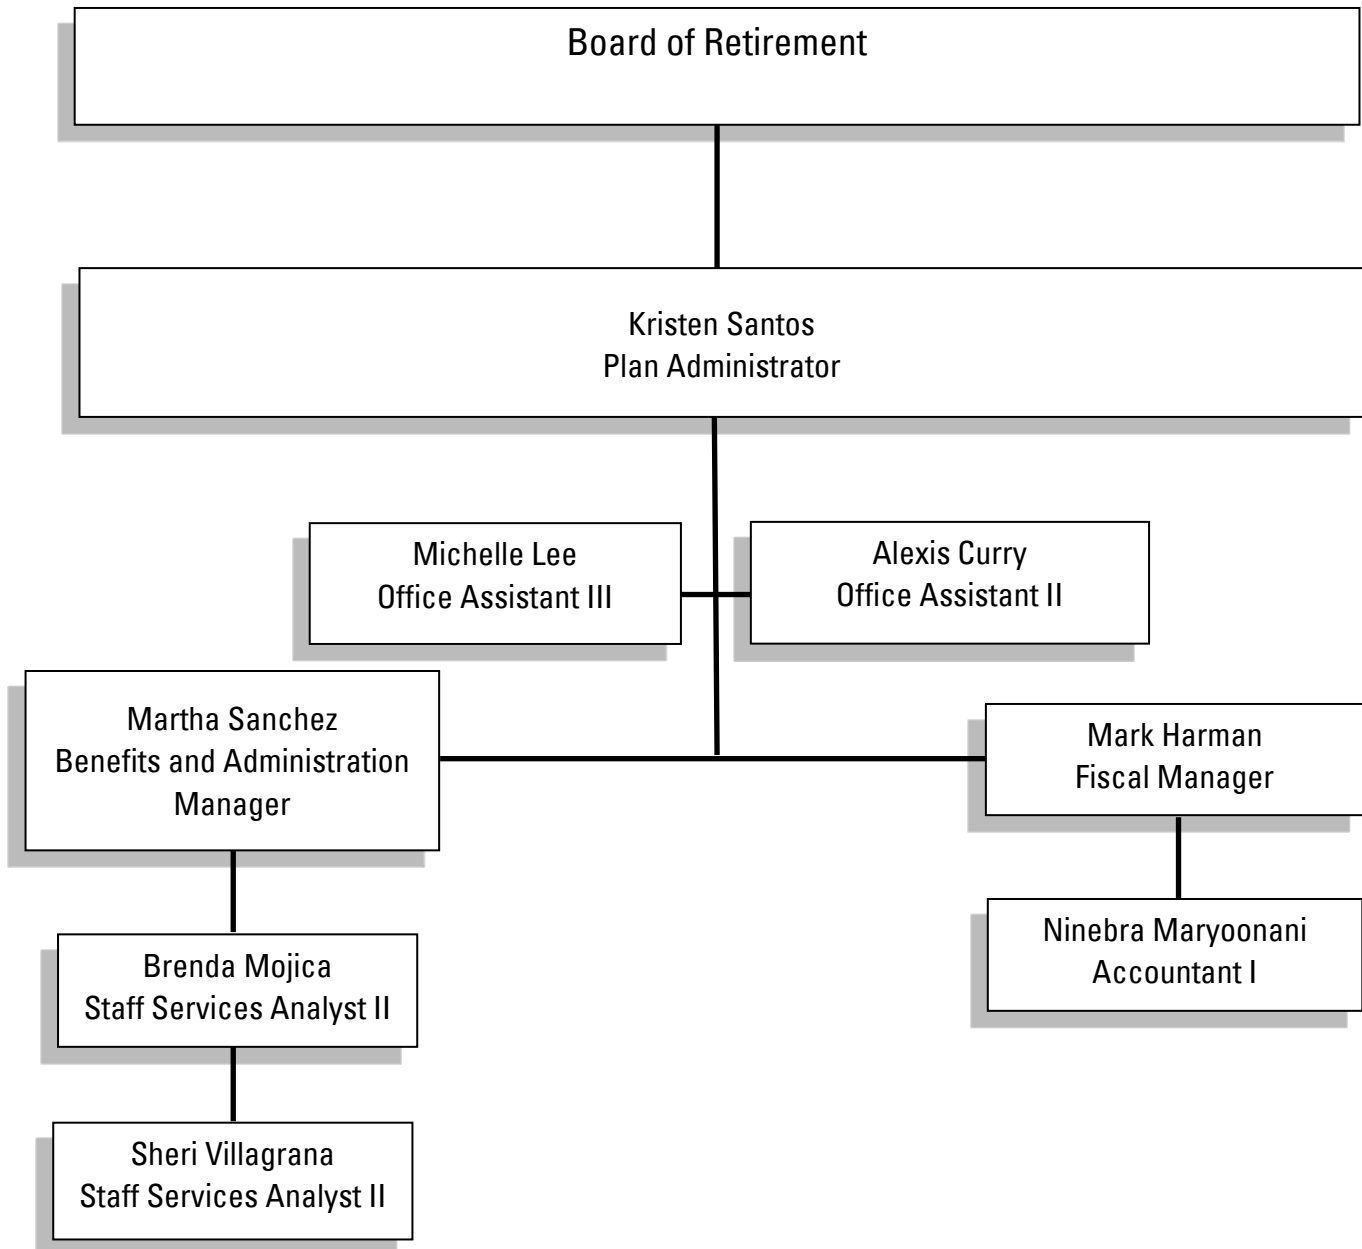 Board of Retirement
Kristen Santos
Plan Administrator
Michelle Lee
Office Assistant III
Alexis Curry
Office Assistant II
Martha Sanchez
Benefits and Administration
Manager
Mark Harman
Fiscal Manager
Brenda Mojica
Staff Services Analyst II
Ninebra Maryoonani
Accountant I
Sheri Villagrana
Staff Services Analyst II